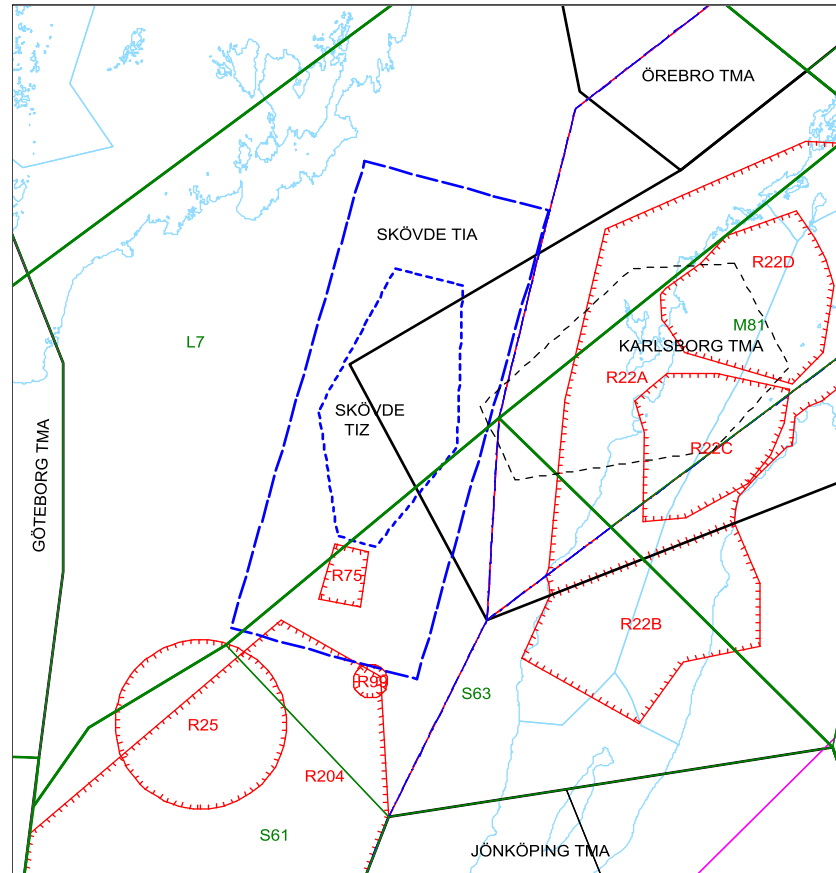 ÖREBRO TMA
SKÖVDE TIA
R22D
M81
L7
KARLSBORG TMA
R22A
SKÖVDE
TIZ
R22C
GÖTEBORG TMA
R75
R22B
R99
S63
R25
R204
S61
JÖNKÖPING TMA